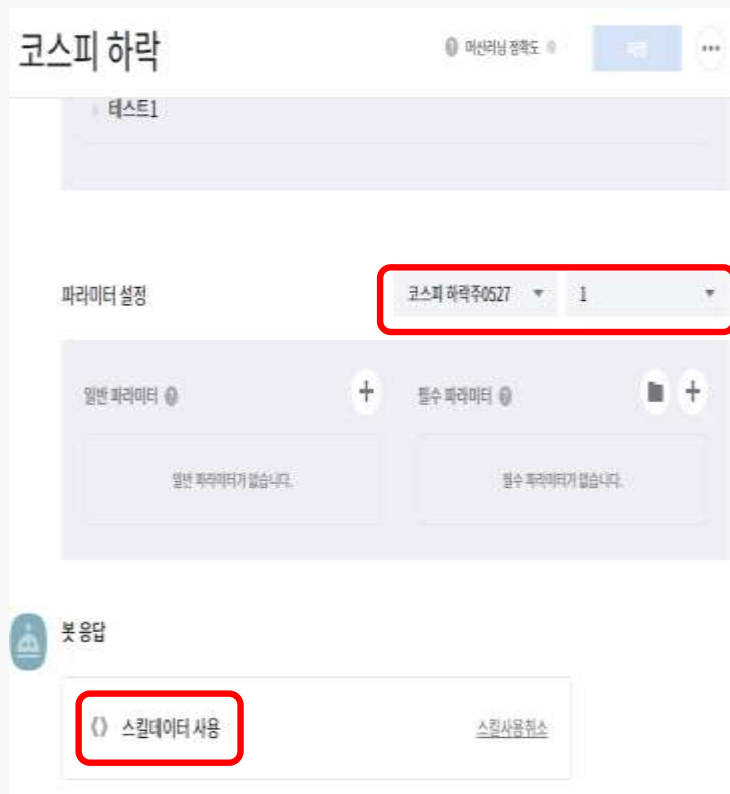 코스피 하락
머신러닝 정확도
저장
테스트1
파라미터 설정
코스피 하락주0527
1
일반 파라미터
필수 파라미터
일반 파라미터가 없습니다.
필수 파라미터가 없습니다.
봇 응답
스킬데이터 사용
스킬사용취소